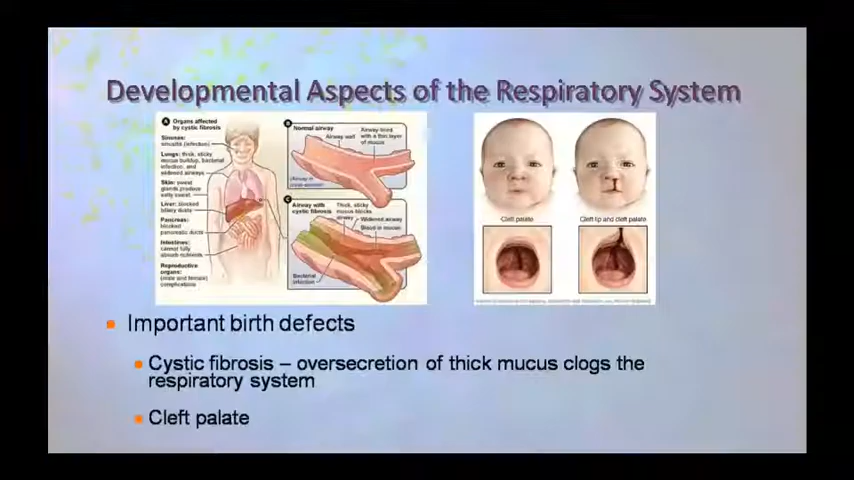 Developmental Aspects of the Respiratory System
A Organs affected
by cystic fibrosis
Sinuses:
sinusitis (infection)
Lungs: thick, sticky
mucus buildup, bacterial
infection, and
widened airways
Skin: sweat
glands produce
salty sweat.
Liver: blocked
biliary ducts
Pancreas:
blocked
pancreatic ducts
Intestines:
cannot fully
absorb nutrients
Reproductive
organs:
(male and female)
complications
B Normal airway
Airway wall
Airway lined
with a thin layer
of mucus
Airway with
cystic fibrosis
Thick, sticky
mucus blocks
airway
Widened airway
Blood in mucus
Bacterial
infection
Cleft palate
Cleft lip and cleft palate
Important birth defects
Cystic fibrosis – oversecretion of thick mucus clogs the
respiratory system
Cleft palate